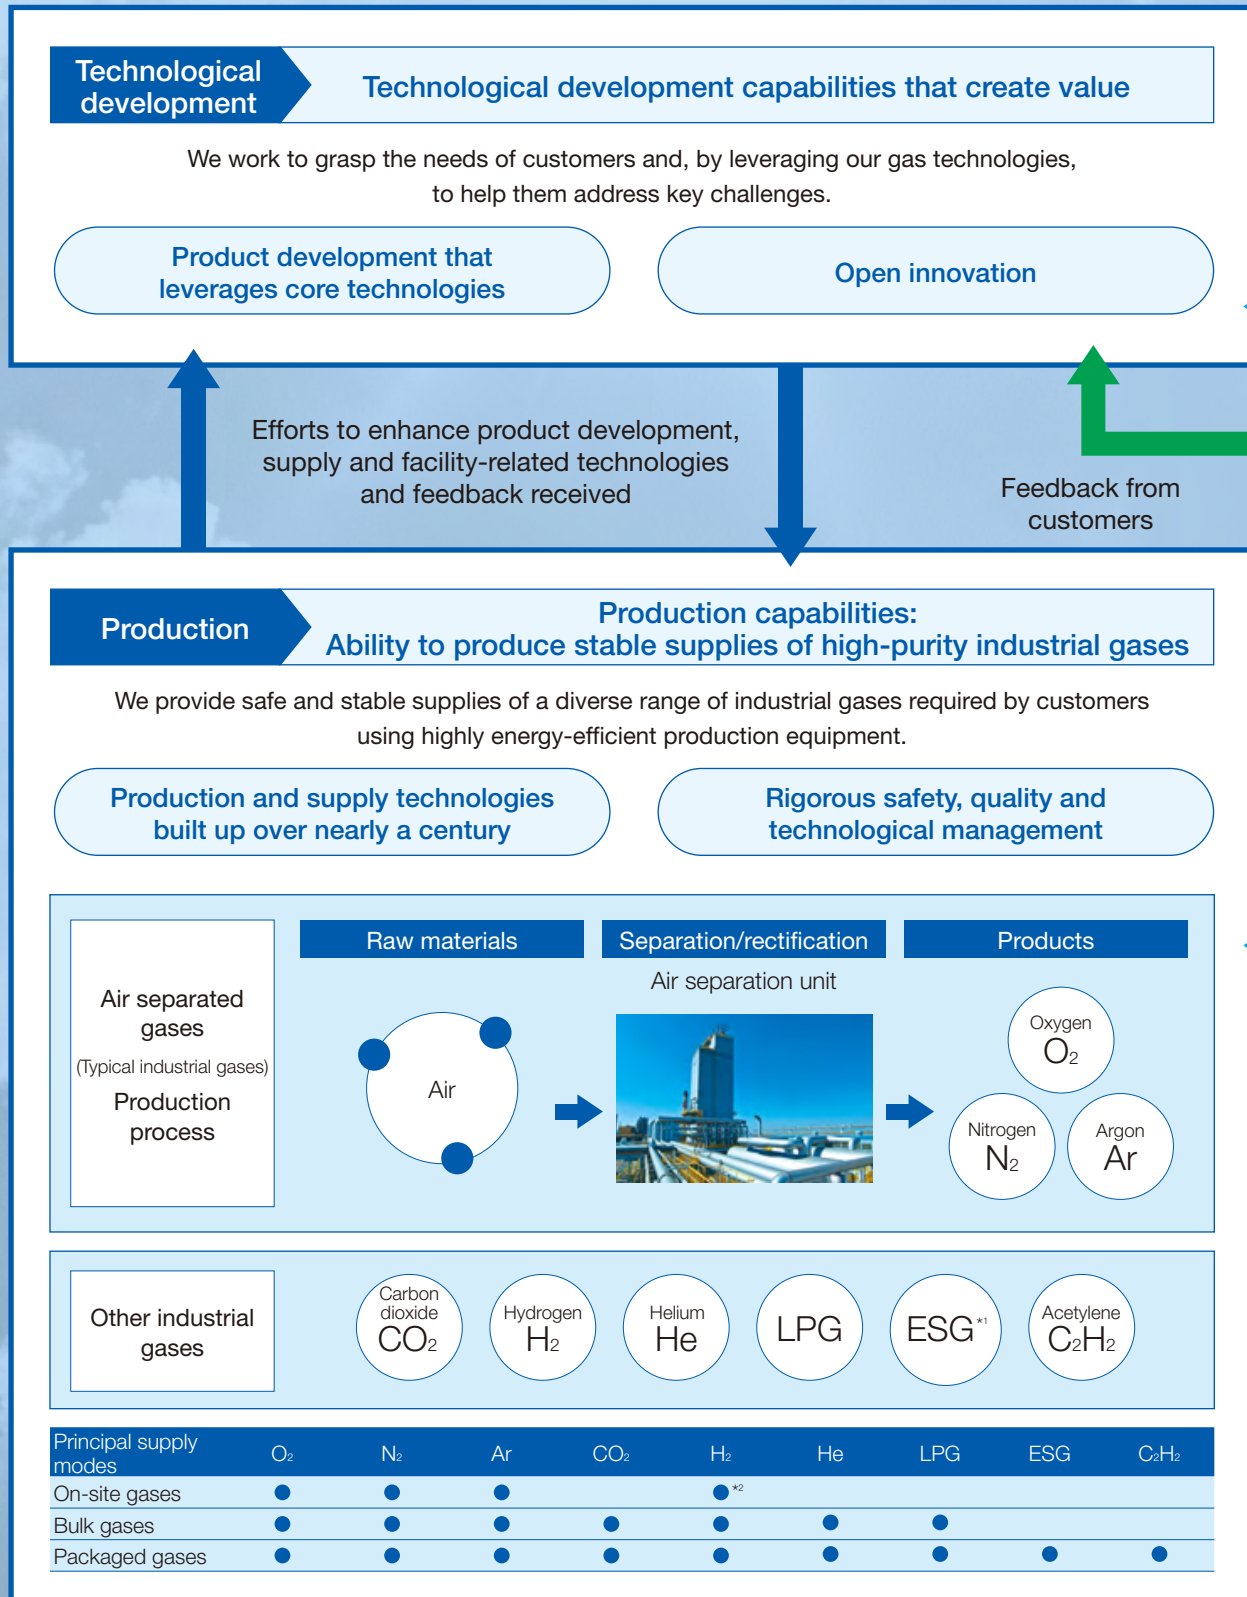 Technological
development
Technological development capabilities that create value
We work to grasp the needs of customers and, by leveraging our gas technologies,
to help them address key challenges.
Product development that
leverages core technologies
Open innovation
Efforts to enhance product development,
supply and facility-related technologies
and feedback received
Feedback from
customers
Production
Production capabilities:
Ability to produce stable supplies of high-purity industrial gases
We provide safe and stable supplies of a diverse range of industrial gases required by customers
using highly energy-efficient production equipment.
Production and supply technologies
built up over nearly a century
Rigorous safety, quality and
technological management
Air separated
gases
(Typical industrial gases)
Production
process
Raw materials
Air
Separation/rectification
Air separation unit
Products
Oxygen
O₂
Nitrogen
N₂
Argon
Ar
Other industrial
gases
Carbon
dioxide
CO₂
Hydrogen
H₂
Helium
He
LPG
ESG*1
Acetylene
C₂H₂
Principal supply
modes
O₂ N₂ Ar CO₂ H₂ He LPG ESG C₂H₂
On-site gases ● ● ● ●*2
Bulk gases ● ● ● ● ● ● ●
Packaged gases ● ● ● ● ● ● ● ● ●